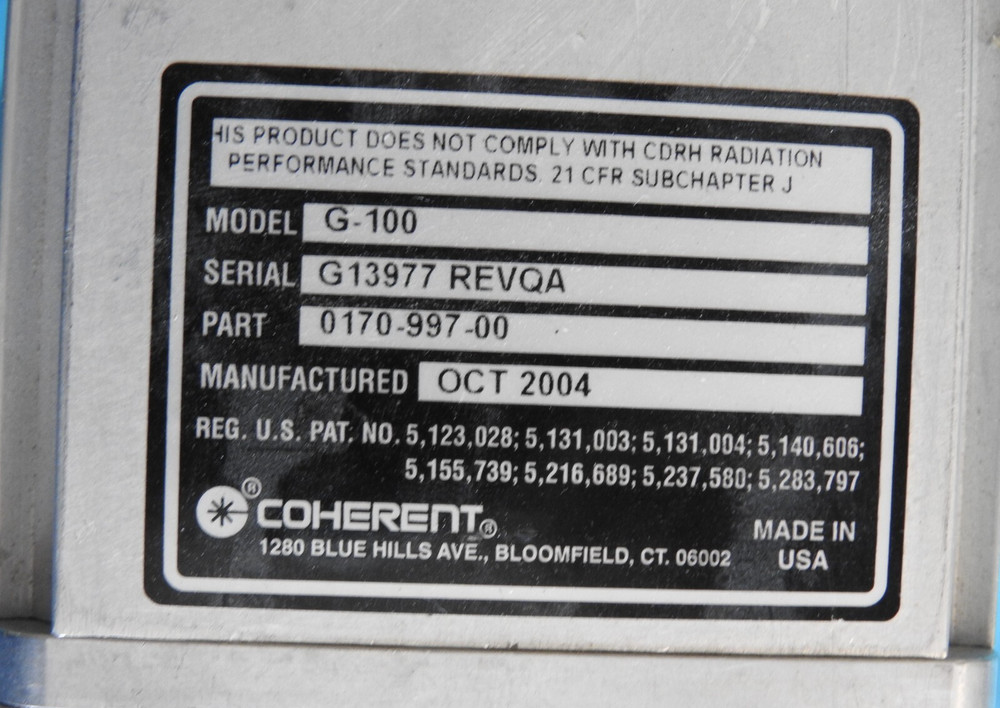 HIS PRODUCT DOES NOT COMPLY WITH CDRH RADIATION
PERFORMANCE STANDARDS. 21 CFR SUBCHAPTER J
MODEL G-100
SERIAL G13977 REVQA
PART 0170-997-00
MANUFACTURED OCT 2004
REG. U.S. PAT. NO. 5,123,028; 5,131,003; 5,131,004; 5,140,606;
5,155,739; 5,216,689; 5,237,580; 5,283,797
® COHERENT®
1280 BLUE HILLS AVE., BLOOMFIELD, CT. 06002
MADE IN
USA